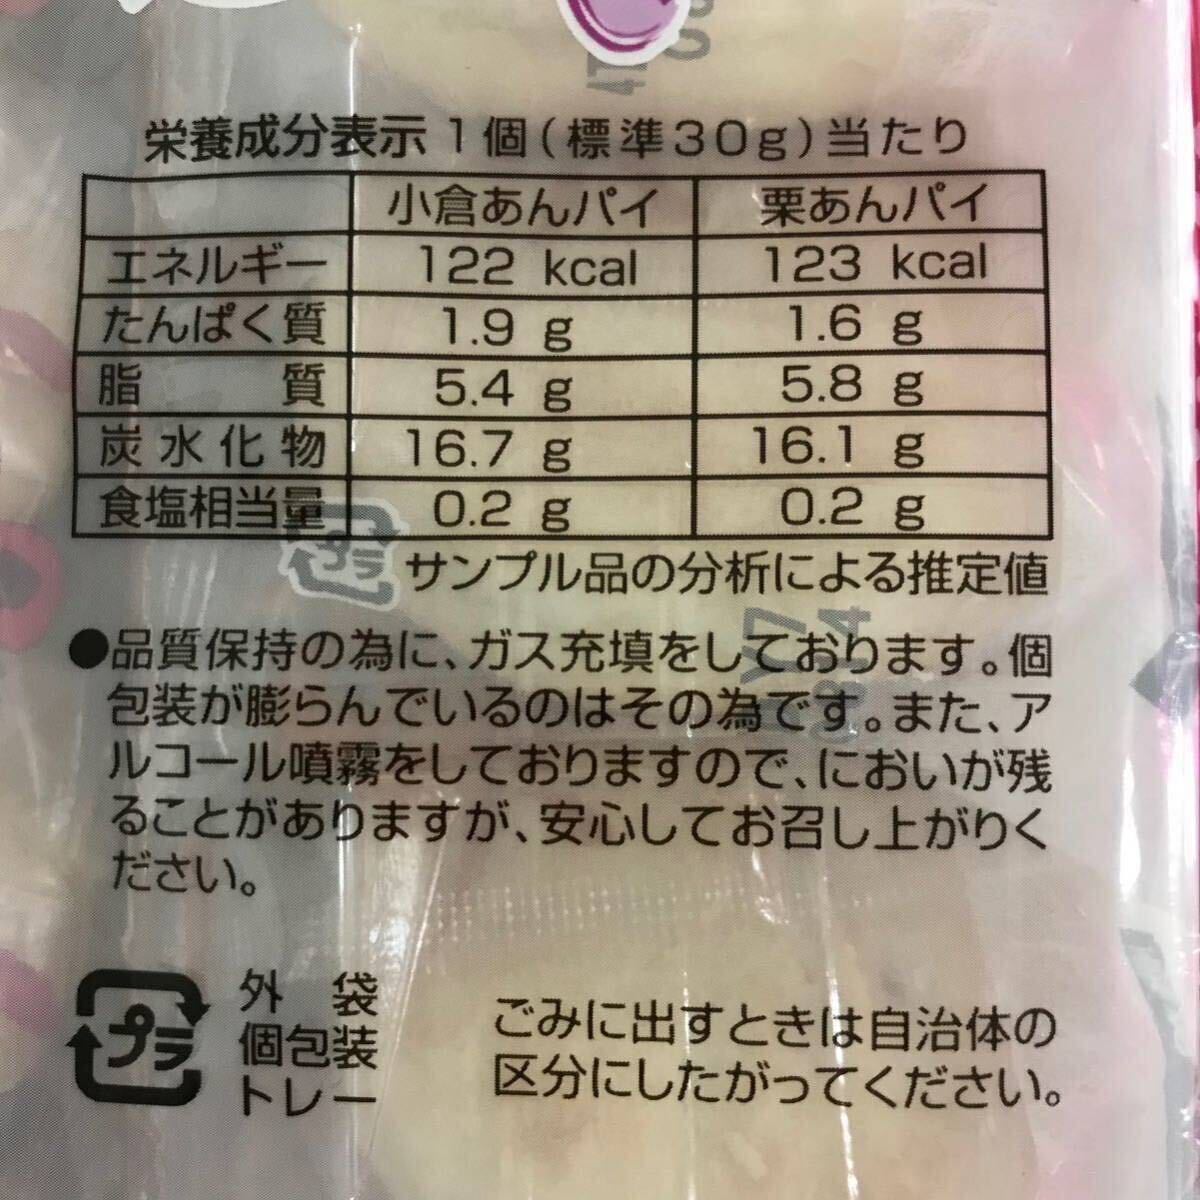 栄養成分表示 1個(標準30g)当たり
小倉あんパイ 栗あんパイ
エネルギー 122 kcal 123 kcal
たんぱく質 1.9 g 1.6 g
脂質 5.4 g 5.8 g
炭水化物 16.7 g 16.1 g
食塩相当量 0.2 g 0.2 g
プラ
サンプル品の分析による推定値
●品質保持の為に、ガス充填をしております。個
包装が膨らんでいるのはその為です。また、ア
ルコール噴霧をしておりますので、においが残
ることがありますが、安心してお召し上がりく
ださい。
プラ
外袋
個包装
トレー
ごみに出すときは自治体の
区分にしたがってください。